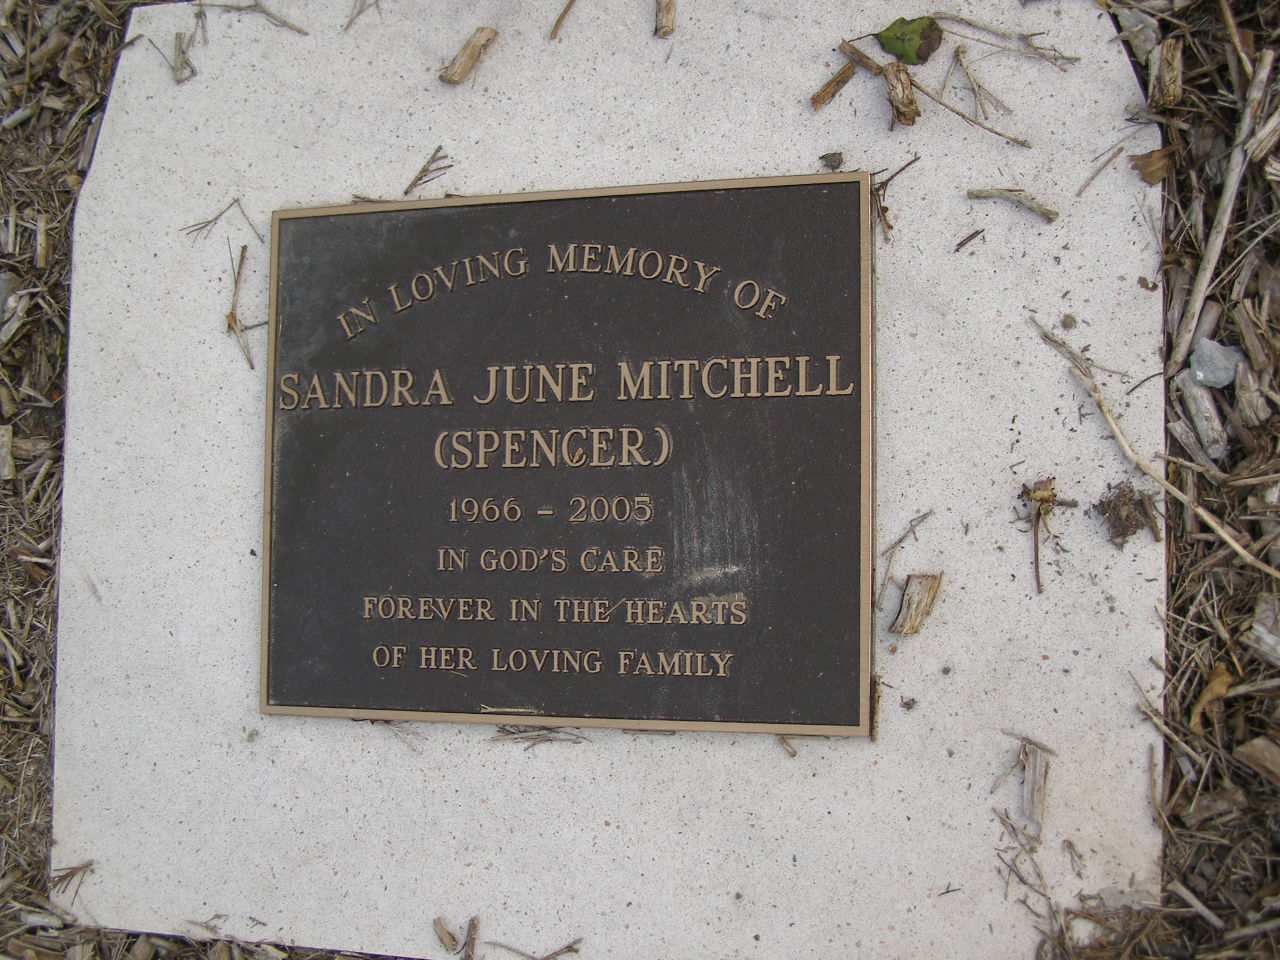 IN LOVING MEMORY OF
SANDRA JUNE MITCHELL
(SPENCER)
1966 – 2005
IN GOD'S CARE
FOREVER IN THE HEARTS
OF HER LOVING FAMILY